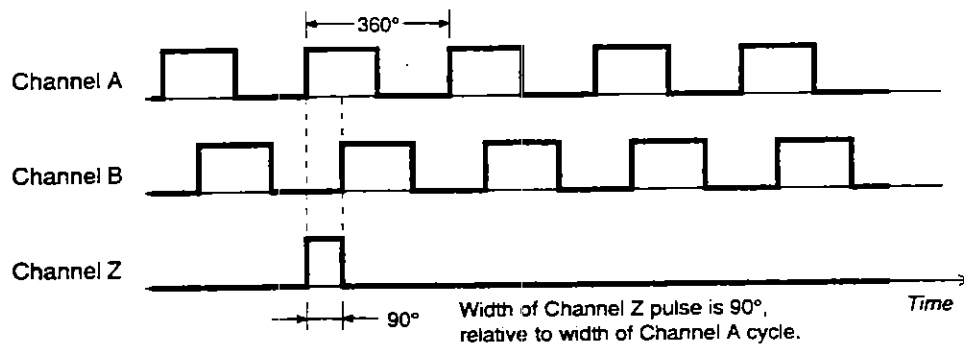 360°
Channel A
Channel B
Channel Z
90°
Width of Channel Z pulse is 90°,
relative to width of Channel A cycle.
Time